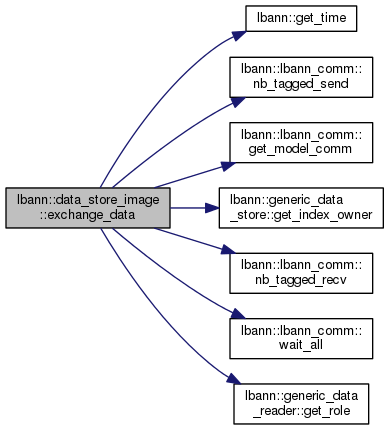 lbann::data_store_image
::exchange_data
lbann::get_time
lbann::lbann_comm::
nb_tagged_send
lbann::lbann_comm::
get_model_comm
lbann::generic_data
_store::get_index_owner
lbann::lbann_comm::
nb_tagged_recv
lbann::lbann_comm::
wait_all
lbann::generic_data
_reader::get_role